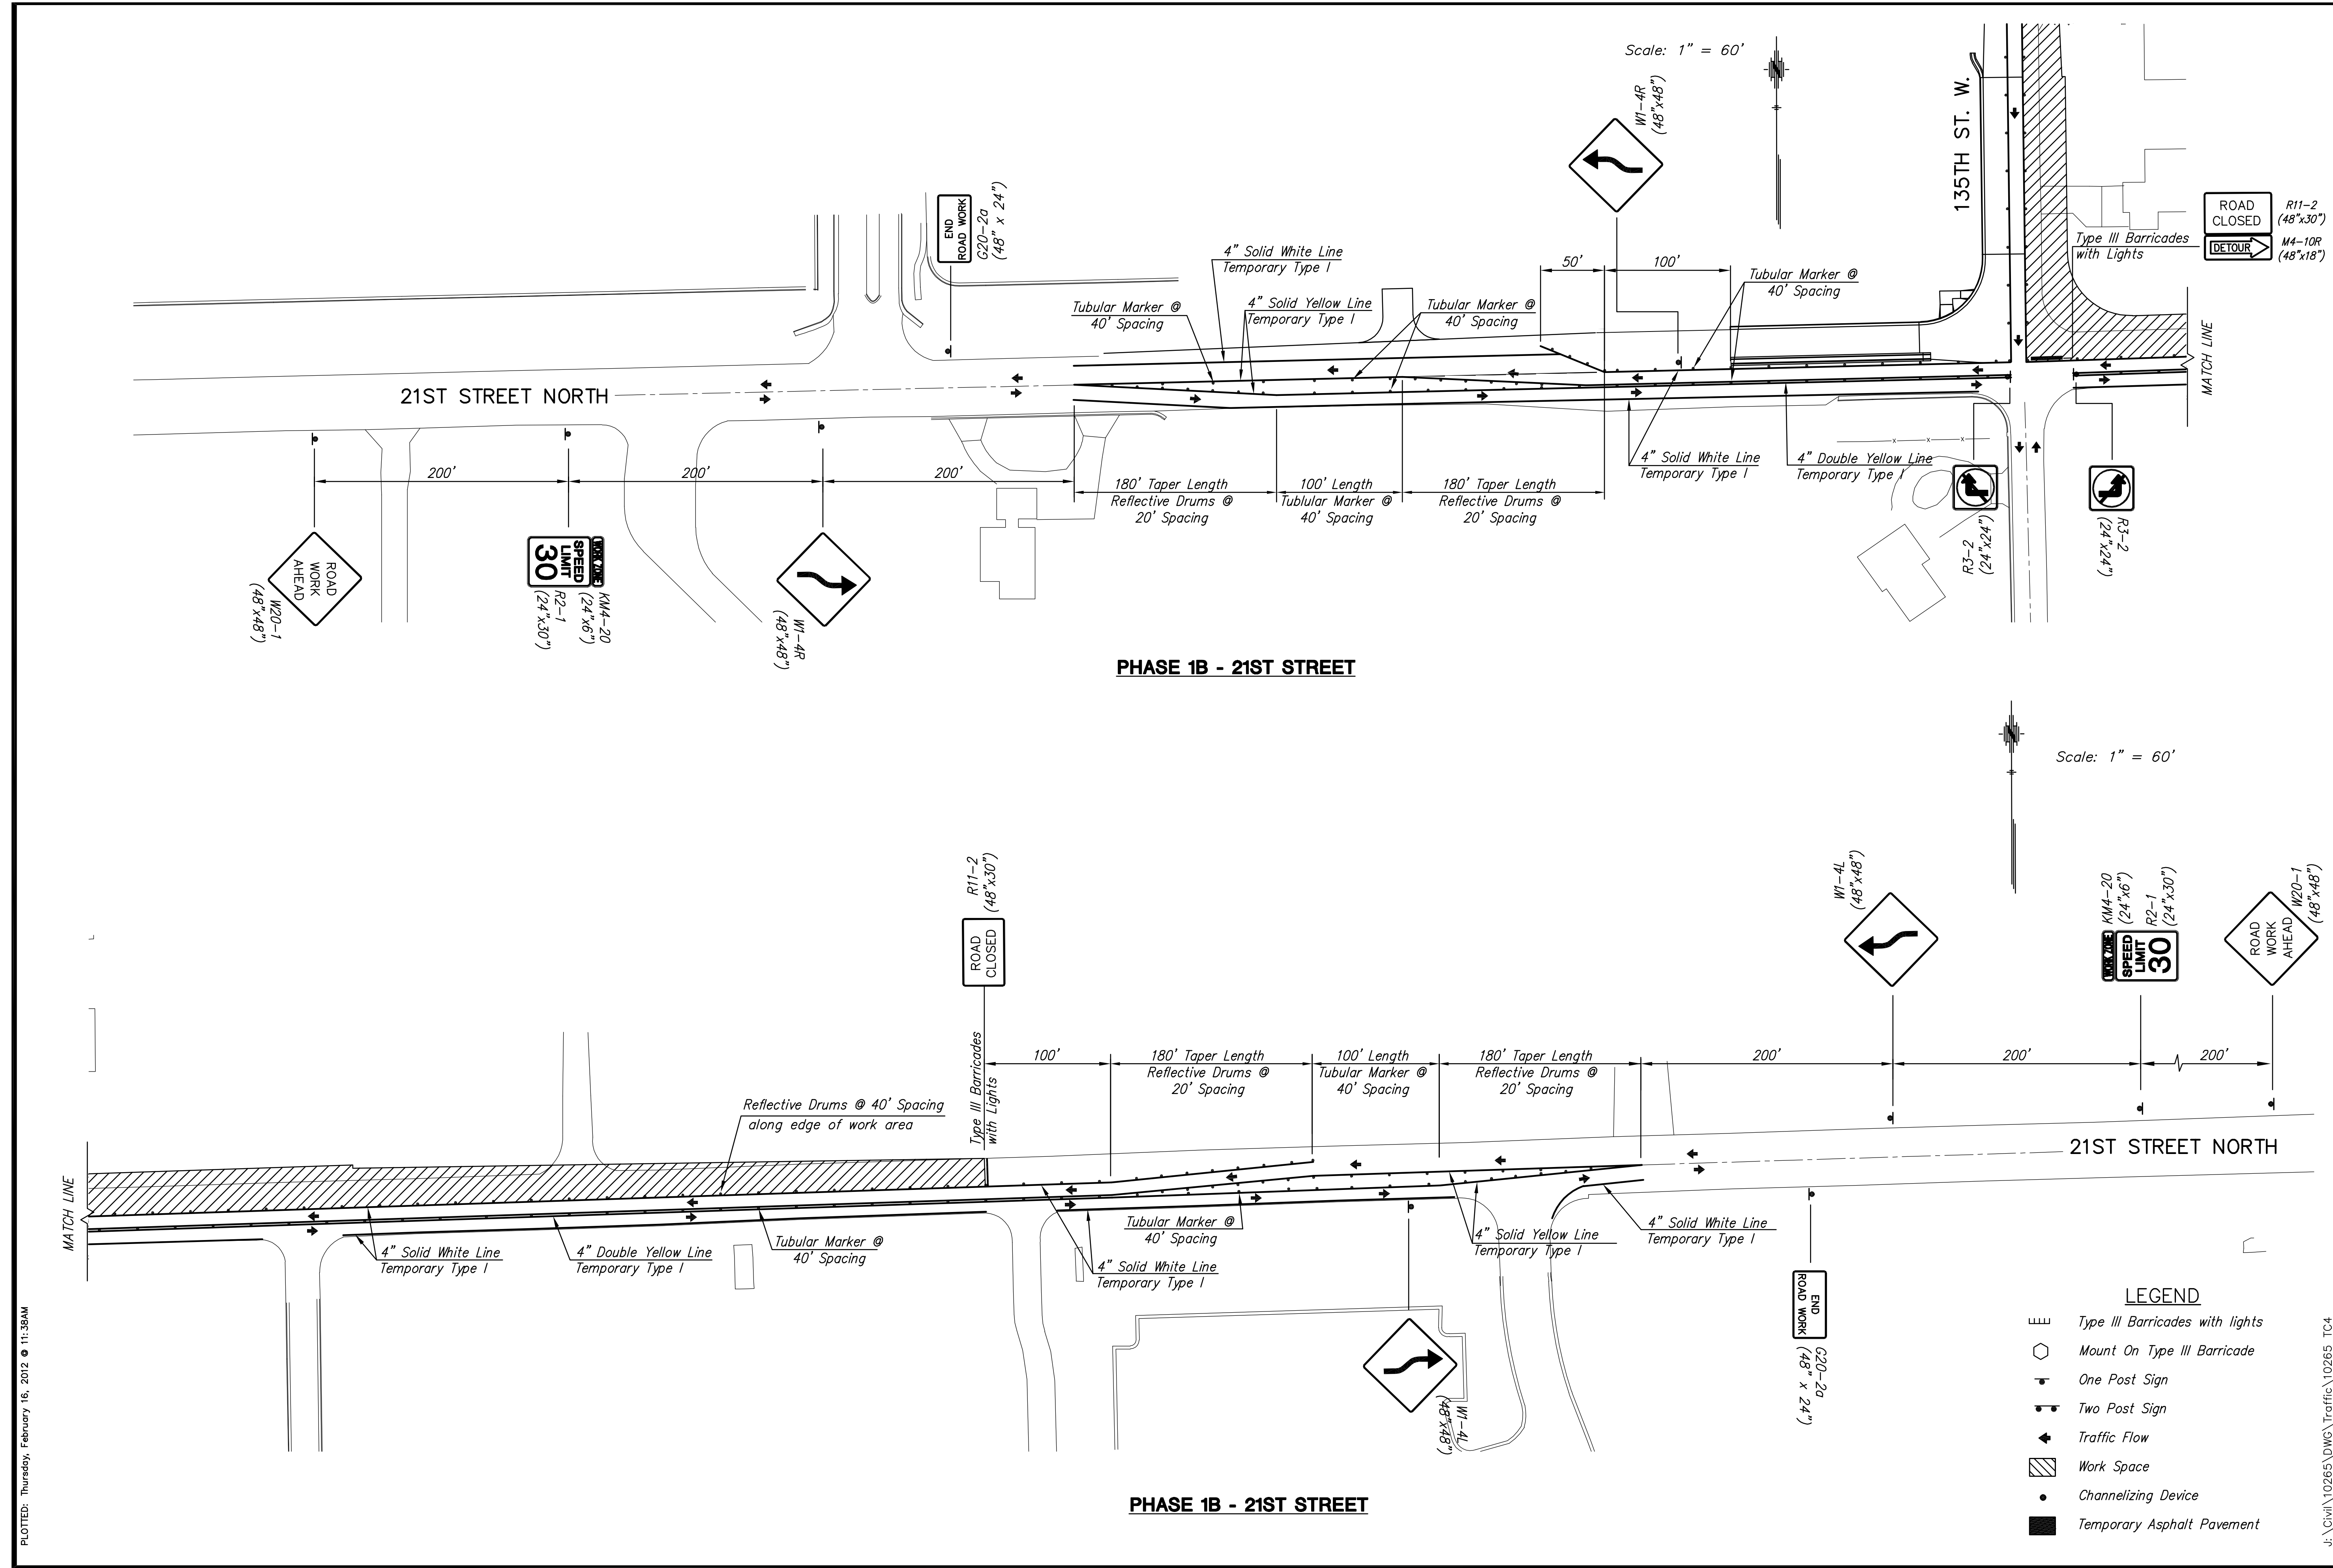 Scale: 1" = 60'
W1-4R
(48"x48")
135TH ST. W.
END
ROAD WORK
G20-2a
(48" x 24")
ROAD
CLOSED
R11-2
(48"x30")
DETOUR
M4-10R
(48"x18")
Type III Barricades
with Lights
4" Solid White Line
Temporary Type I
50'
100'
Tubular Marker @
40' Spacing
Tubular Marker @
40' Spacing
4" Solid Yellow Line
Temporary Type I
Tubular Marker @
40' Spacing
MATCH LINE
21ST STREET NORTH
200'
200'
200'
180' Taper Length
Reflective Drums @
20' Spacing
100' Length
Tublular Marker @
40' Spacing
180' Taper Length
Reflective Drums @
20' Spacing
4" Solid White Line
Temporary Type I
4" Double Yellow Line
Temporary Type I
x x x
ROAD
WORK
AHEAD
W20-1
(48"x48")
WORK ZONE
SPEED
LIMIT
30
KM4-20
(24"x6")
R2-1
(24"x30")
W1-4R
(48"x48")
R3-2
(24"x24")
R3-2
(24"x24")
PHASE 1B - 21ST STREET
Scale: 1" = 60'
R11-2
(48"x30")
ROAD
CLOSED
W1-4L
(48"x48")
KM4-20
(24"x6")
R2-1
(24"x30")
WORK ZONE
SPEED
LIMIT
30
W20-1
(48"x48")
ROAD
WORK
AHEAD
Type III Barricades
with Lights
100'
180' Taper Length
Reflective Drums @
20' Spacing
100' Length
Tubular Marker @
40' Spacing
180' Taper Length
Reflective Drums @
20' Spacing
200'
200'
200'
Reflective Drums @ 40' Spacing
along edge of work area
21ST STREET NORTH
MATCH LINE
4" Solid White Line
Temporary Type I
4" Double Yellow Line
Temporary Type I
Tubular Marker @
40' Spacing
4" Solid White Line
Temporary Type I
Tubular Marker @
40' Spacing
4" Solid Yellow Line
Temporary Type I
4" Solid White Line
Temporary Type I
W1-4L
(48"x48")
END
ROAD WORK
G20-2a
(48" x 24")
LEGEND
Type III Barricades with lights
Mount On Type III Barricade
One Post Sign
Two Post Sign
Traffic Flow
Work Space
Channelizing Device
Temporary Asphalt Pavement
PHASE 1B - 21ST STREET
PLOTTED: Thursday, February 16, 2012 @ 11:38AM
J:\Civil\10265\DWG\Traffic\10265 TC4